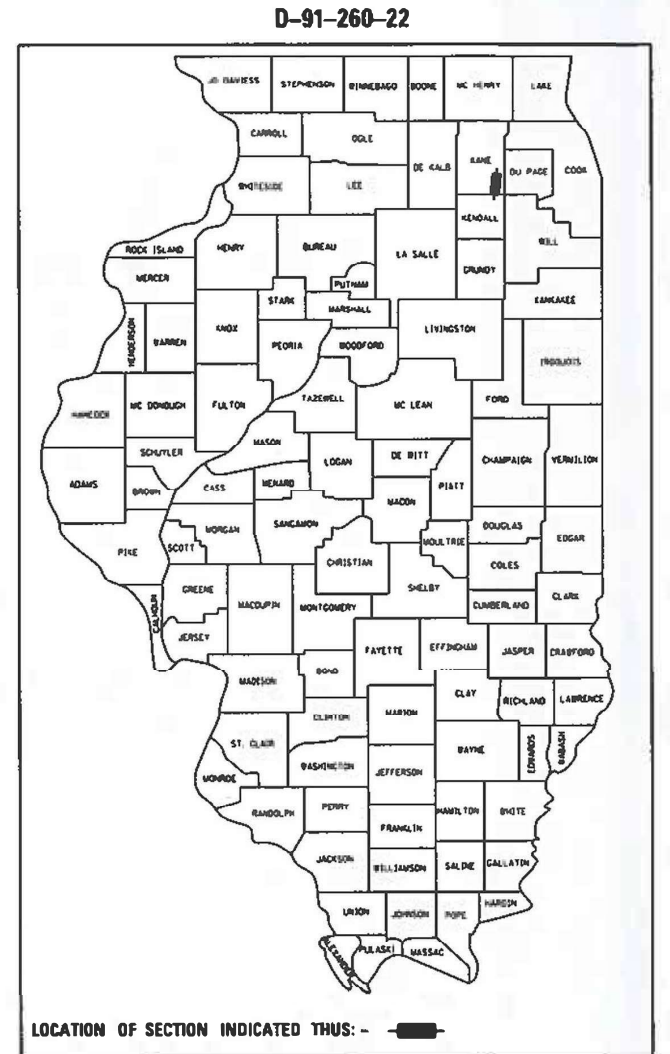 D-91-260-22
JO DAVIESS STEPHENSON WINNEBAGO BOONE MC HENRY LAKE
CARROLL OGLE DE KALB KANE DU PAGE COOK
WHITESIDE LEE
KENDALL
ROCK ISLAND HENRY BUREAU LA SALLE WILL
MERCER PUTNAM GRUNDY
STARK KANKAKEE
MARSHALL
HENDERSON WARREN KNOX PEORIA WOODFORD LIVINGSTON IROQUOIS
HANCOCK MC DONOUGH FULTON TAZEWELL MC LEAN FORD
MASON
SCHUYLER LOGAN DE WITT CHAMPAIGN VERMILION
ADAMS BROWN CASS MENARD MACON PIATT
MORGAN SANGAMON DOUGLAS
PIKE SCOTT CHRISTIAN MOULTRIE EDGAR
COLES
CALHOUN GREENE MACOUPIN MONTGOMERY SHELBY CUMBERLAND CLARK
JERSEY FAYETTE EFFINGHAM JASPER CRAWFORD
MADISON BOND
CLAY RICHLAND LAWRENCE
CLINTON MARION
ST. CLAIR WAYNE EDWARDS WABASH
WASHINGTON JEFFERSON
MONROE
RANDOLPH PERRY HAMILTON WHITE
FRANKLIN
JACKSON WILLIAMSON SALINE GALLATIN
UNION JOHNSON POPE HARDIN
ALEXANDER PULASKI MASSAC
LOCATION OF SECTION INDICATED THUS: -